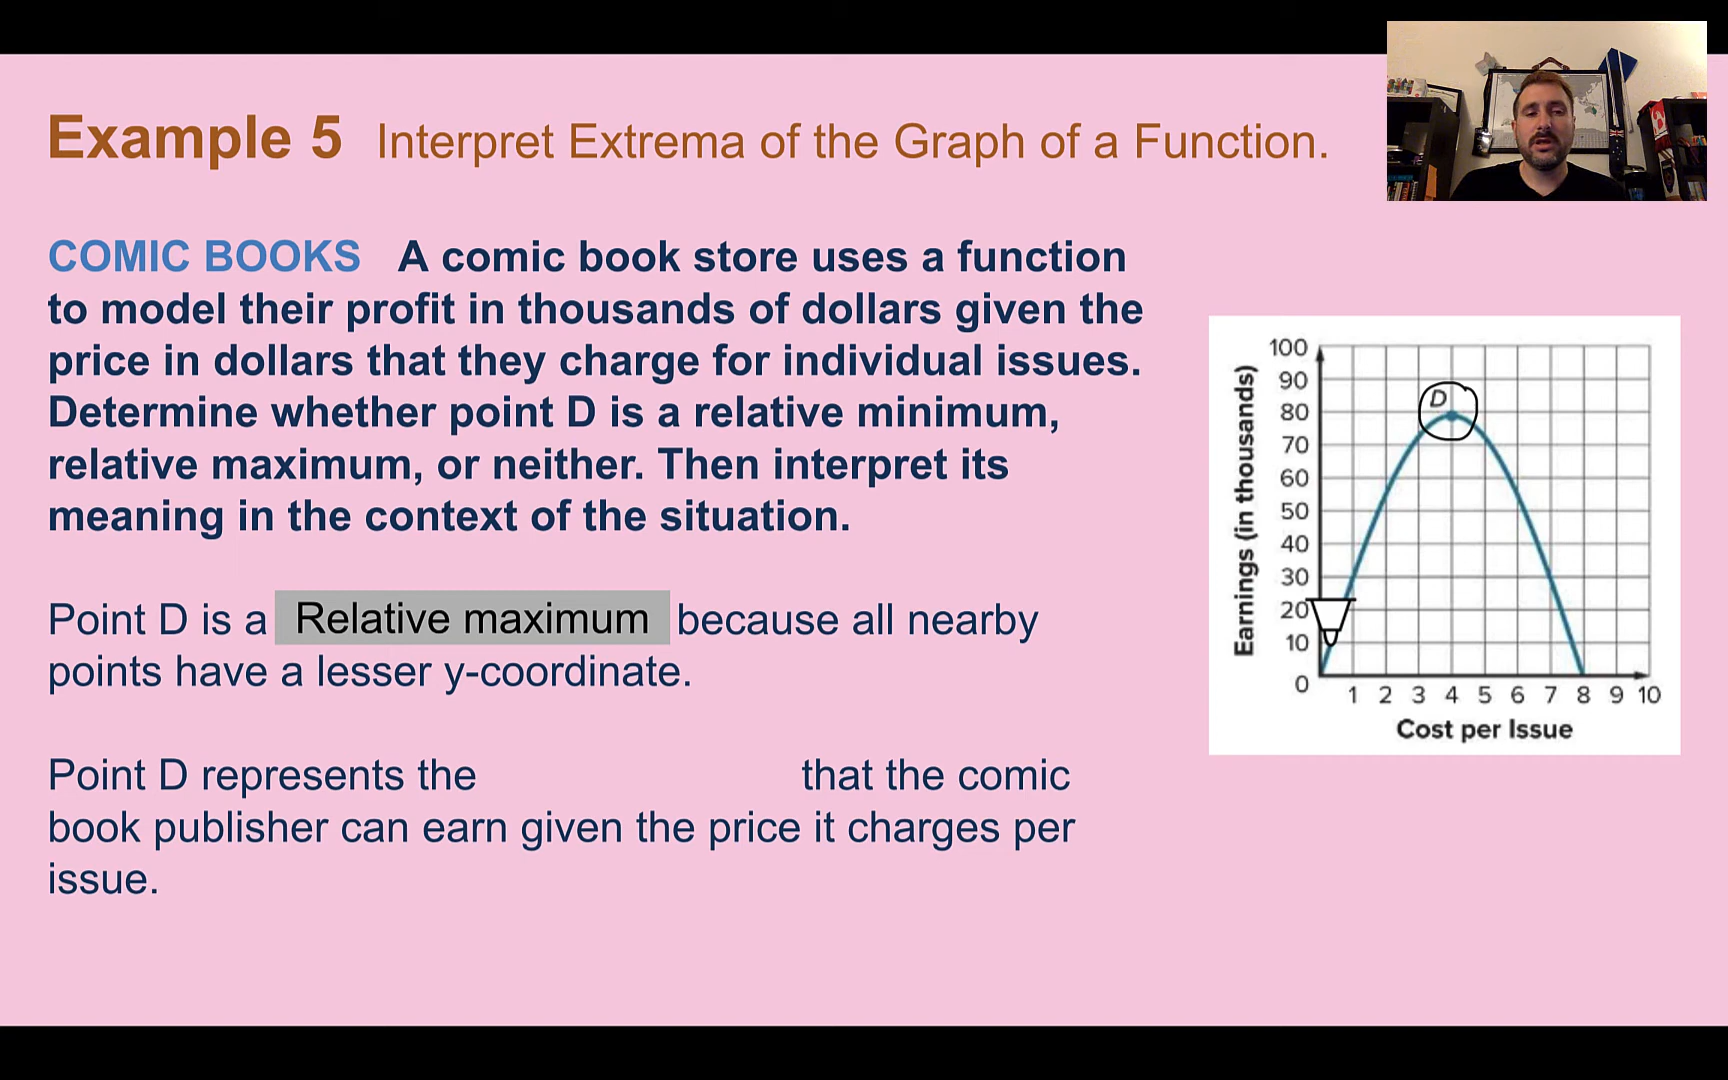 Example 5 Interpret Extrema of the Graph of a Function.
COMIC BOOKS A comic book store uses a function
to model their profit in thousands of dollars given the
price in dollars that they charge for individual issues.
Determine whether point D is a relative minimum,
relative maximum, or neither. Then interpret its
meaning in the context of the situation.
Point D is a Relative maximum because all nearby
points have a lesser y-coordinate.
Point D represents the that the comic
book publisher can earn given the price it charges per
issue.
Earnings (in thousands)
100
90
80
70
60
50
40
30
20
10
0
D
1 2 3 4 5 6 7 8 9 10
Cost per Issue